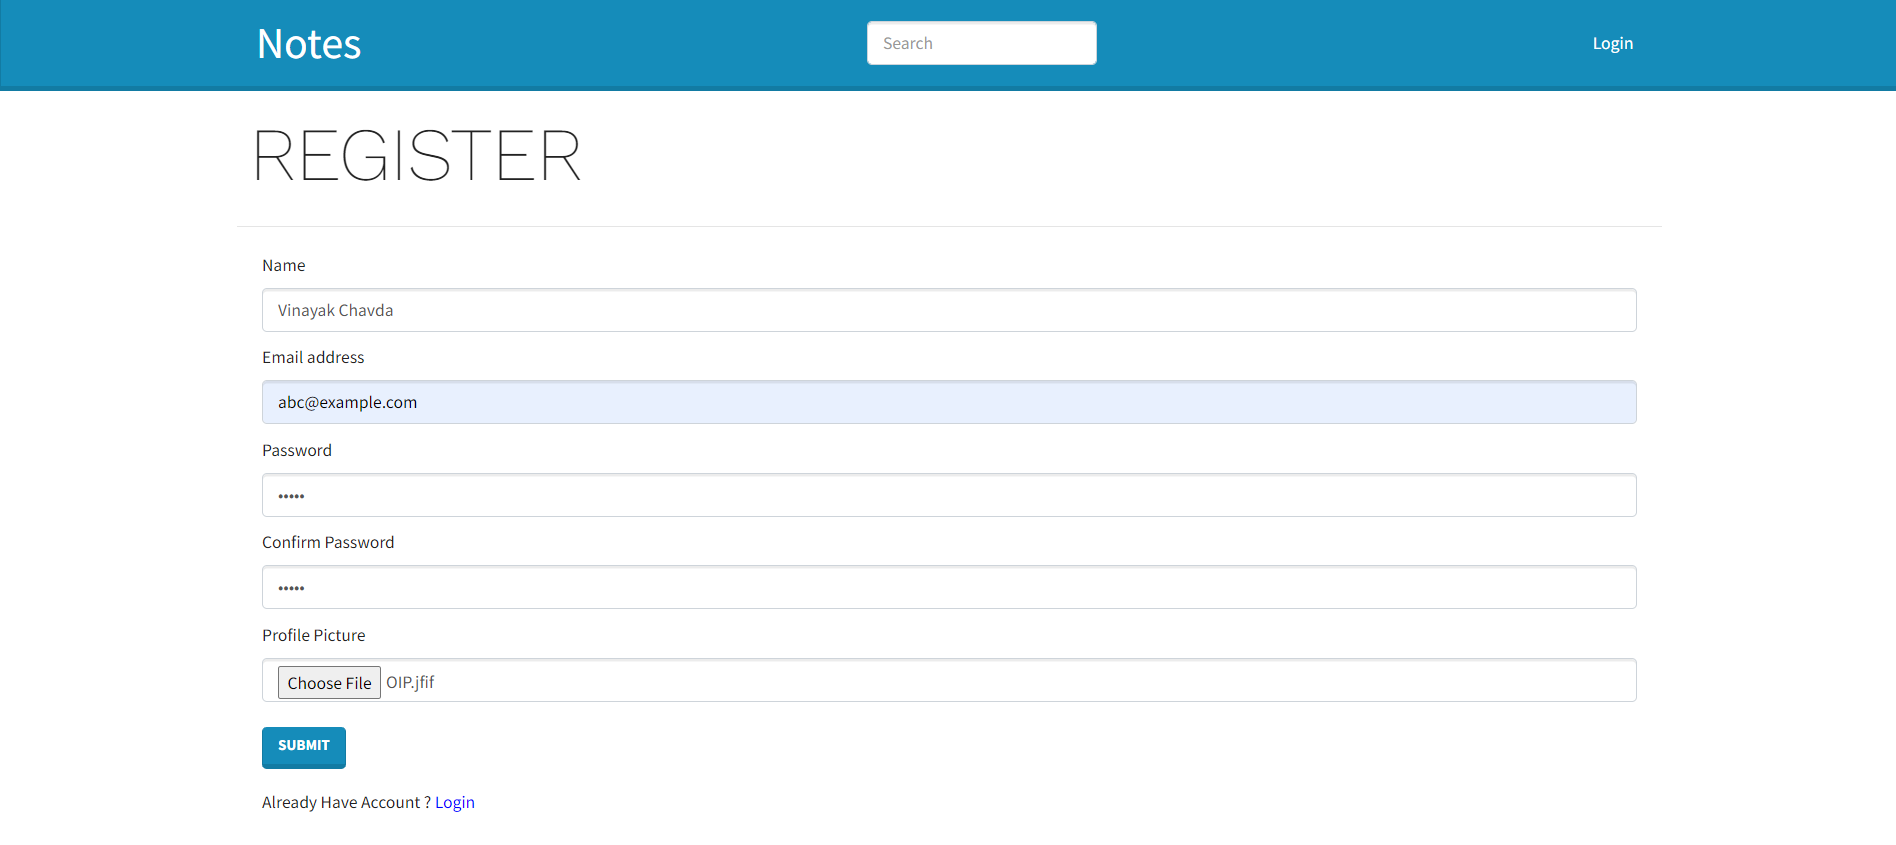 Notes
Search
Login
REGISTER
Name
Vinayak Chavda
Email address
abc@example.com
Password
•••••
Confirm Password
•••••
Profile Picture
Choose File OIP.jfif
SUBMIT
Already Have Account ? Login